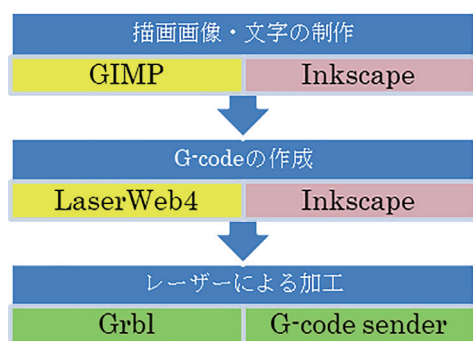 描画画像・文字の制作
GIMP Inkscape
G-codeの作成
LaserWeb4 Inkscape
レーザーによる加工
Grbl G-code sender